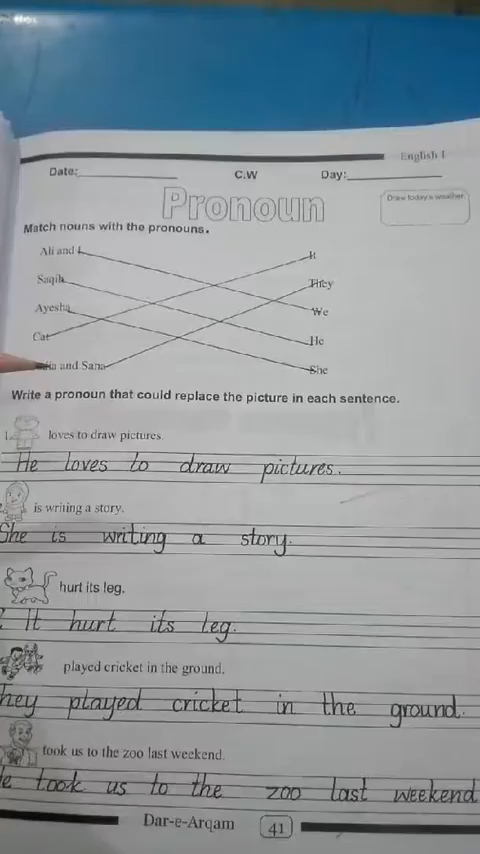 English I
Date:____________ C.W Day:____________
Pronoun
Draw today's weather.
Match nouns with the pronouns.
Ali and I It
Saqib They
Ayesha We
Cat He
and Sana She
Write a pronoun that could replace the picture in each sentence.
1. loves to draw pictures.
He loves to draw pictures.
is writing a story.
She is writing a story.
hurt its leg.
It hurt its leg.
played cricket in the ground.
They played cricket in the ground.
took us to the zoo last weekend.
took us to the zoo last weekend
Dar-e-Arqam 41